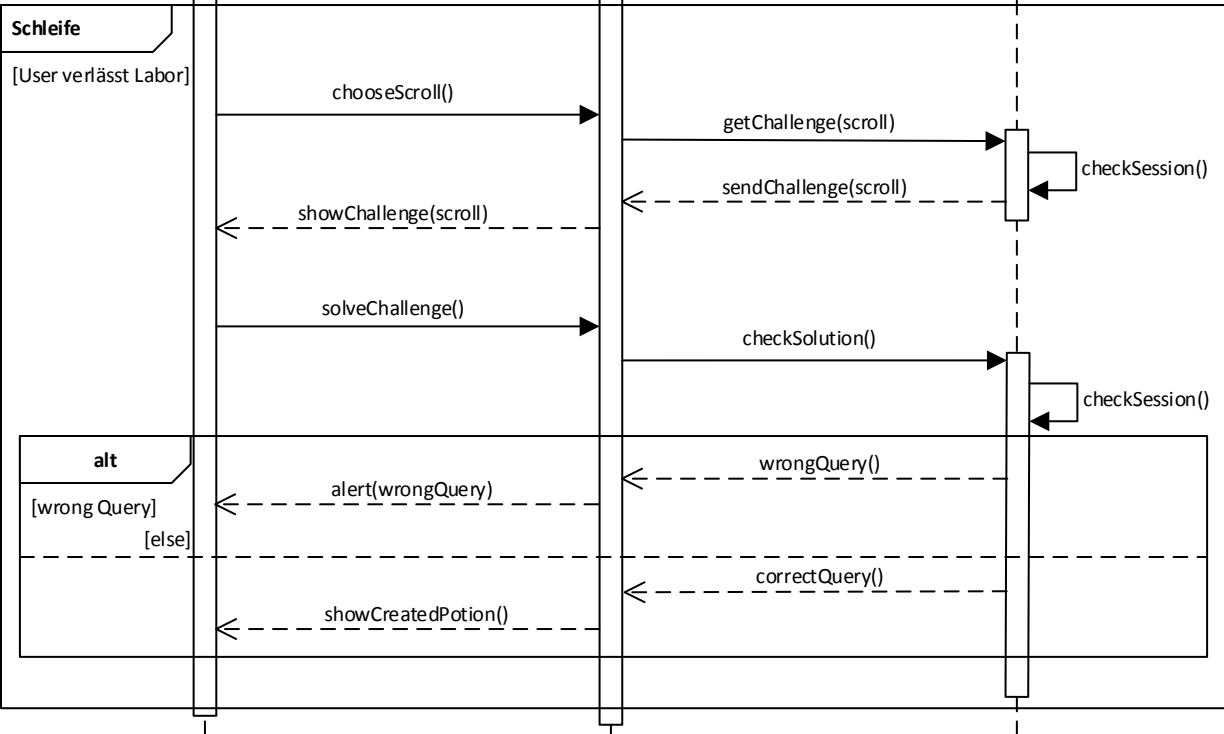 Schleife
[User verlässt Labor]
chooseScroll()
getChallenge(scroll)
checkSession()
sendChallenge(scroll)
showChallenge(scroll)
solveChallenge()
checkSolution()
checkSession()
alt
wrongQuery()
alert(wrongQuery)
[wrong Query]
[else]
correctQuery()
showCreatedPotion()